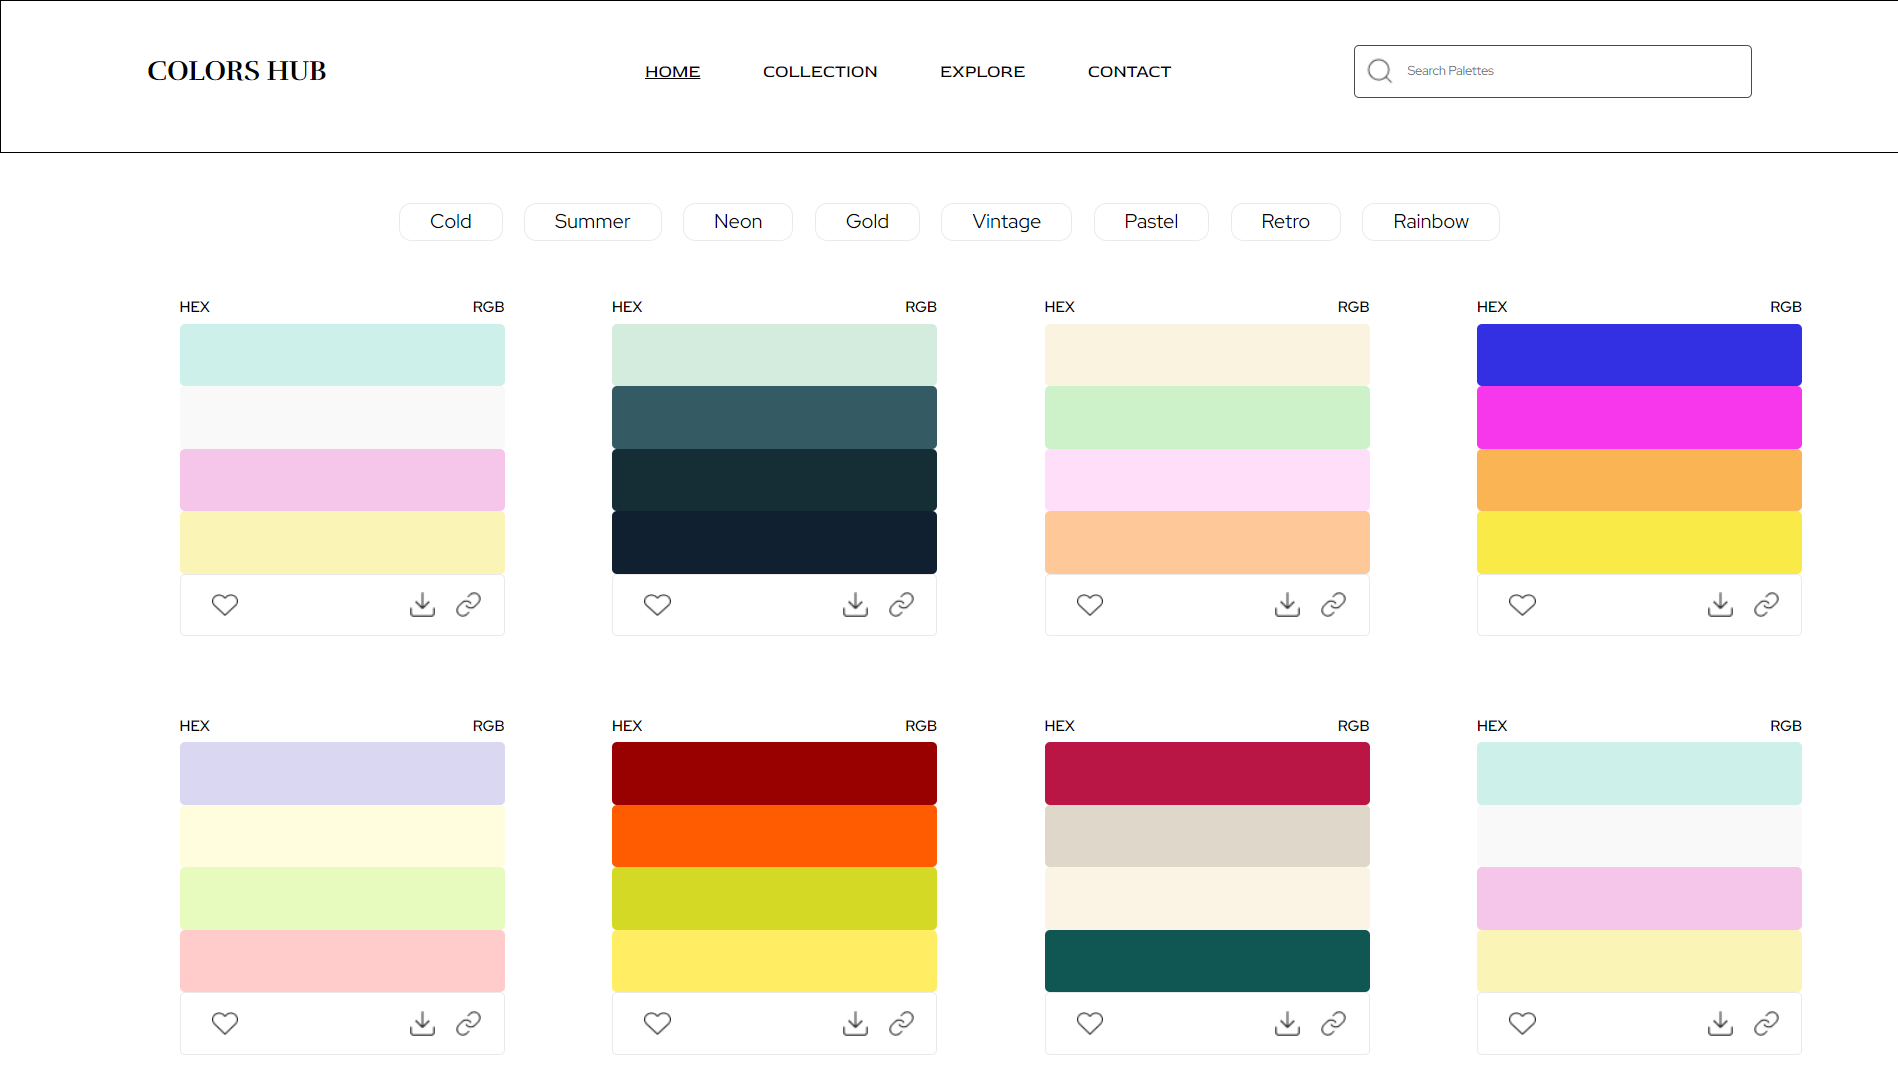 COLORS HUB
HOME COLLECTION EXPLORE CONTACT
Search Palettes
Cold Summer Neon Gold Vintage Pastel Retro Rainbow
HEX RGB HEX RGB HEX RGB HEX RGB
HEX RGB HEX RGB HEX RGB HEX RGB